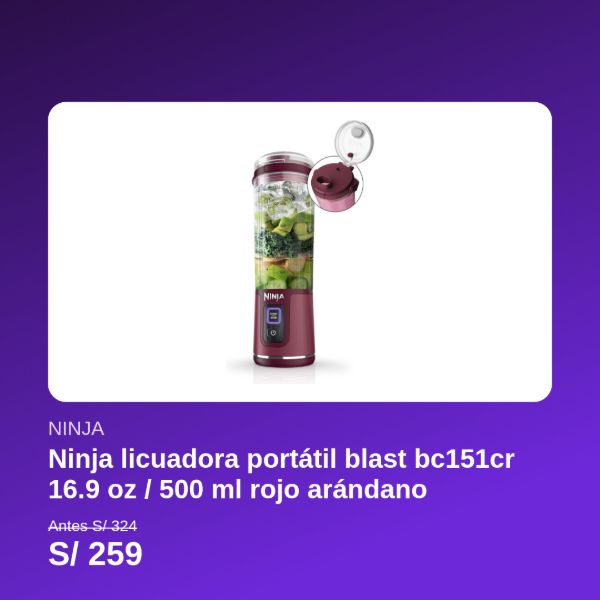 NINJA
NINJA
Ninja licuadora portátil blast bc151cr
16.9 oz / 500 ml rojo arándano
Antes S/ 324
S/ 259